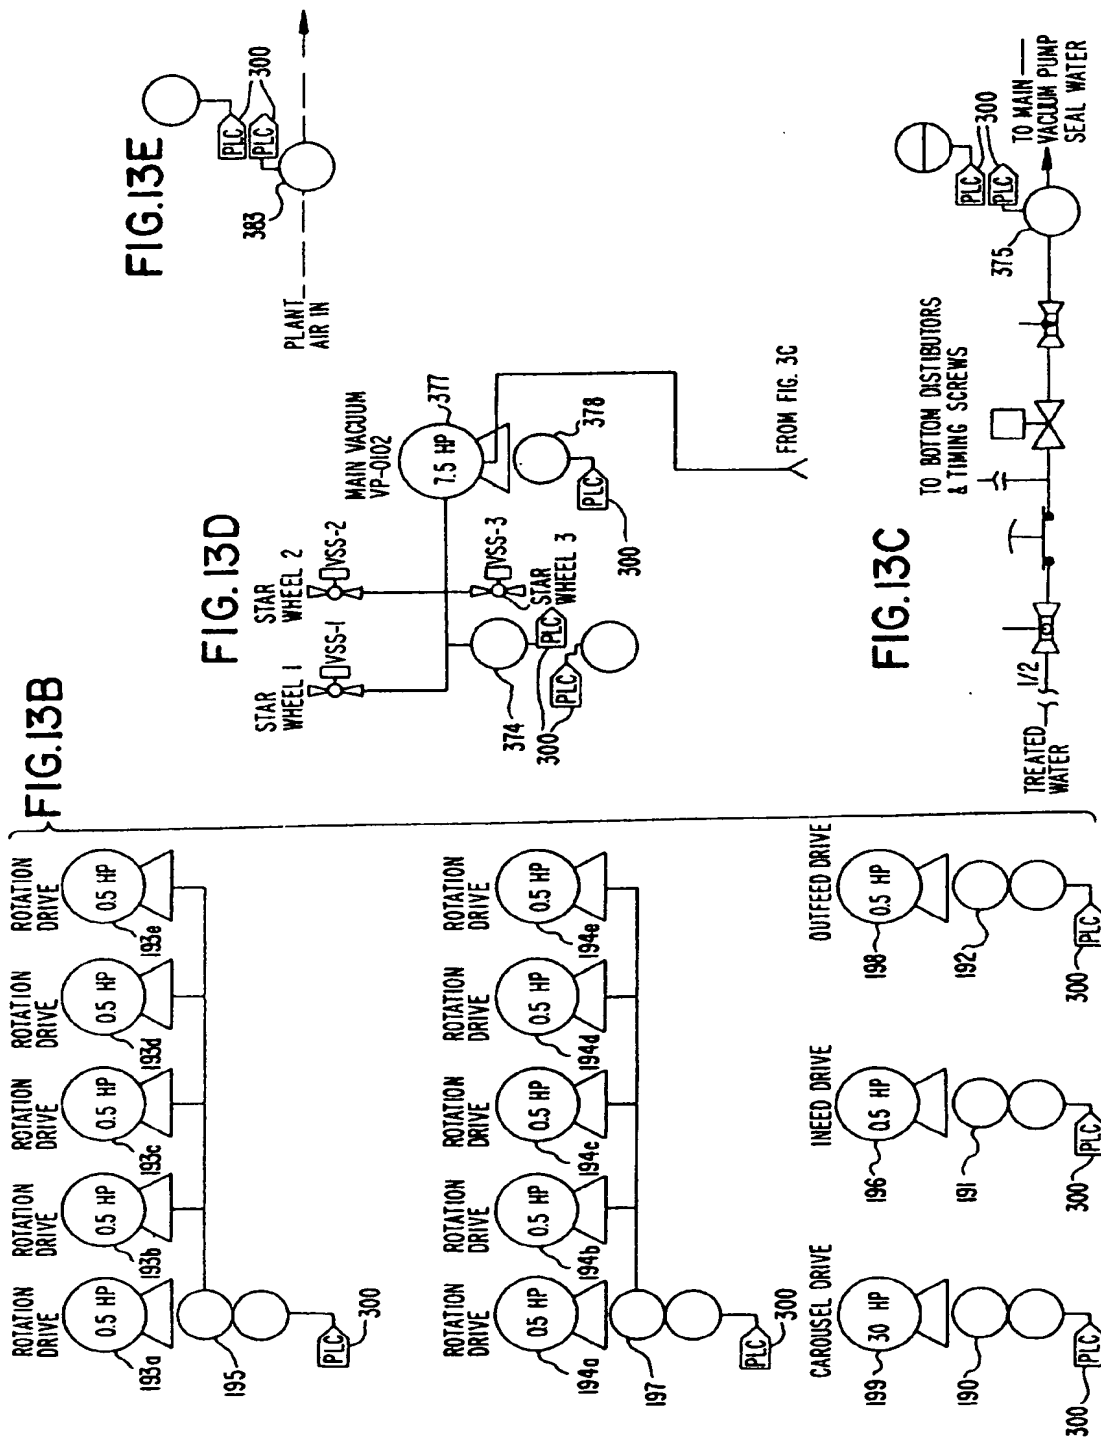 FIG.13B
ROTATION
DRIVE
0.5 HP
193a
ROTATION
DRIVE
0.5 HP
193b
ROTATION
DRIVE
0.5 HP
193c
ROTATION
DRIVE
0.5 HP
193d
ROTATION
DRIVE
0.5 HP
193e
195
PLC
300
ROTATION
DRIVE
0.5 HP
194a
ROTATION
DRIVE
0.5 HP
194b
ROTATION
DRIVE
0.5 HP
194c
ROTATION
DRIVE
0.5 HP
194d
ROTATION
DRIVE
0.5 HP
194e
197
PLC
300
CAROUSEL DRIVE
30 HP
199
190
PLC
300
INEED DRIVE
0.5 HP
196
191
PLC
300
OUTFEED DRIVE
0.5 HP
198
192
PLC
300
FIG.13D
STAR
WHEEL 1
VSS-1
STAR
WHEEL 2
VSS-2
VSS-3
STAR
WHEEL 3
MAIN VACUUM
VP-0102
7.5 HP
377
378
PLC
300
374
PLC
PLC
300
FROM FIG. 3C
FIG.13E
PLANT
AIR IN
383
PLC
PLC
300
FIG.13C
TREATED
WATER
1/2
TO BOTTOM DISTRIBUTORS
& TIMING SCREWS
375
PLC
PLC
300
TO MAIN
VACUUM PUMP
SEAL WATER